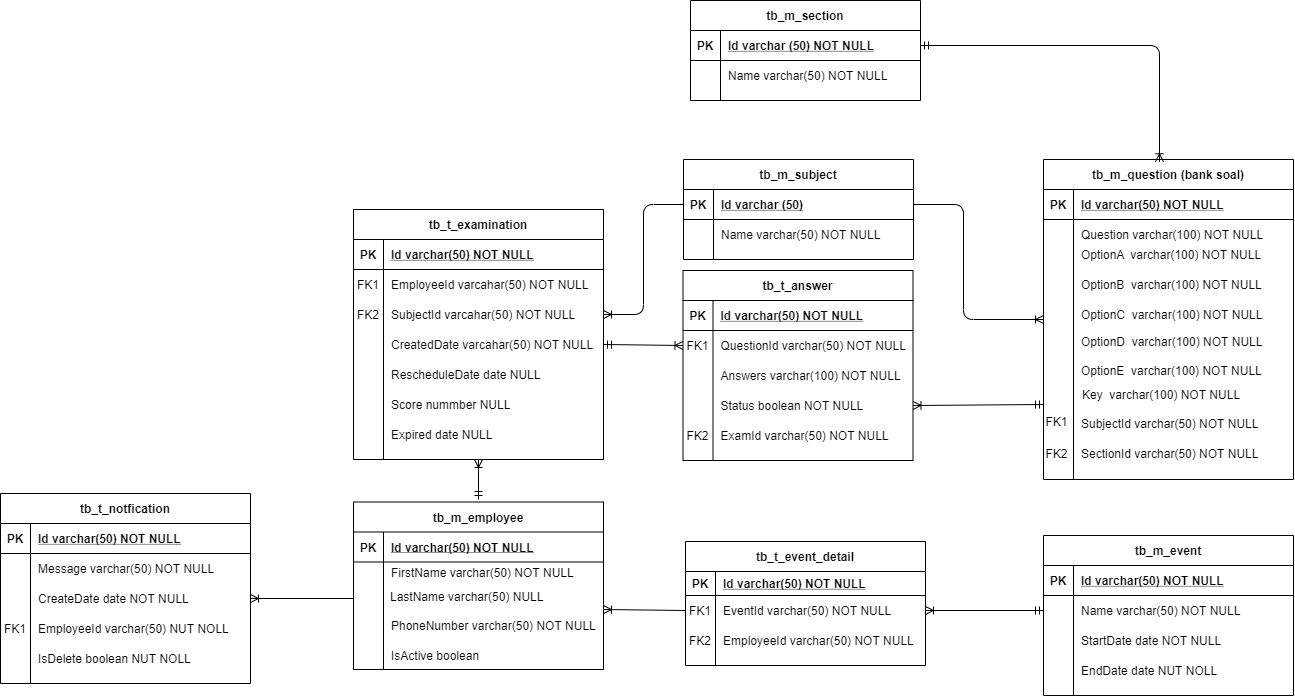 tb_m_section
PK Id varchar (50) NOT NULL
Name varchar(50) NOT NULL
tb_m_subject
PK Id varchar (50)
Name varchar(50) NOT NULL
tb_m_question (bank soal)
PK Id varchar(50) NOT NULL
Question varchar(100) NOT NULL
OptionA varchar(100) NOT NULL
OptionB varchar(100) NOT NULL
OptionC varchar(100) NOT NULL
OptionD varchar(100) NOT NULL
OptionE varchar(100) NOT NULL
Key varchar(100) NOT NULL
FK1 SubjectId varchar(50) NOT NULL
FK2 SectionId varchar(50) NOT NULL
tb_t_examination
PK Id varchar(50) NOT NULL
FK1 EmployeeId varcahar(50) NOT NULL
FK2 SubjectId varcahar(50) NOT NULL
CreatedDate varcahar(50) NOT NULL
RescheduleDate date NULL
Score nummber NULL
Expired date NULL
tb_t_answer
PK Id varchar(50) NOT NULL
FK1 QuestionId varchar(50) NOT NULL
Answers varchar(100) NOT NULL
Status boolean NOT NULL
FK2 ExamId varchar(50) NOT NULL
tb_t_notfication
PK Id varchar(50) NOT NULL
Message varchar(50) NOT NULL
CreateDate date NOT NULL
FK1 EmployeeId varchar(50) NUT NOLL
IsDelete boolean NUT NOLL
tb_m_employee
PK Id varchar(50) NOT NULL
FirstName varchar(50) NOT NULL
LastName varchar(50) NULL
PhoneNumber varchar(50) NOT NULL
IsActive boolean
tb_t_event_detail
PK Id varchar(50) NOT NULL
FK1 EventId varchar(50) NOT NULL
FK2 EmployeeId varchar(50) NOT NULL
tb_m_event
PK Id varchar(50) NOT NULL
Name varchar(50) NOT NULL
StartDate date NOT NULL
EndDate date NUT NOLL